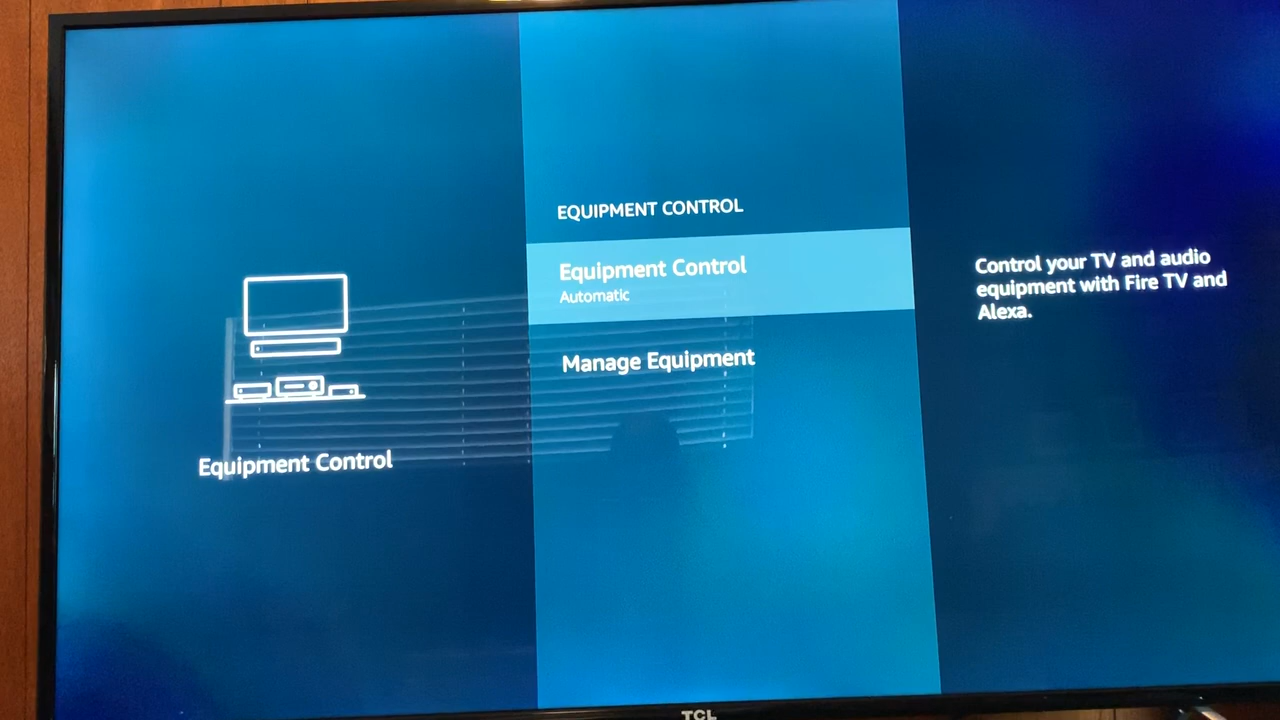 EQUIPMENT CONTROL
Equipment Control
Automatic
Manage Equipment
Equipment Control
Control your TV and audio
equipment with Fire TV and
Alexa.
TCL